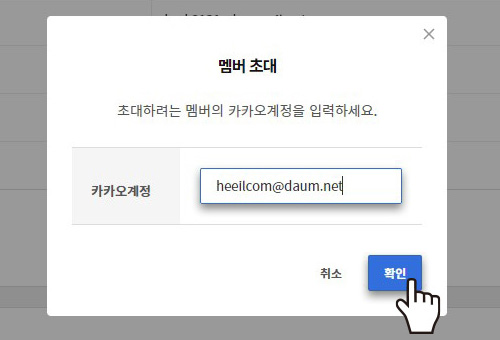 멤버 초대
초대하려는 멤버의 카카오계정을 입력하세요.
카카오계정
heeilcom@daum.net
취소
확인